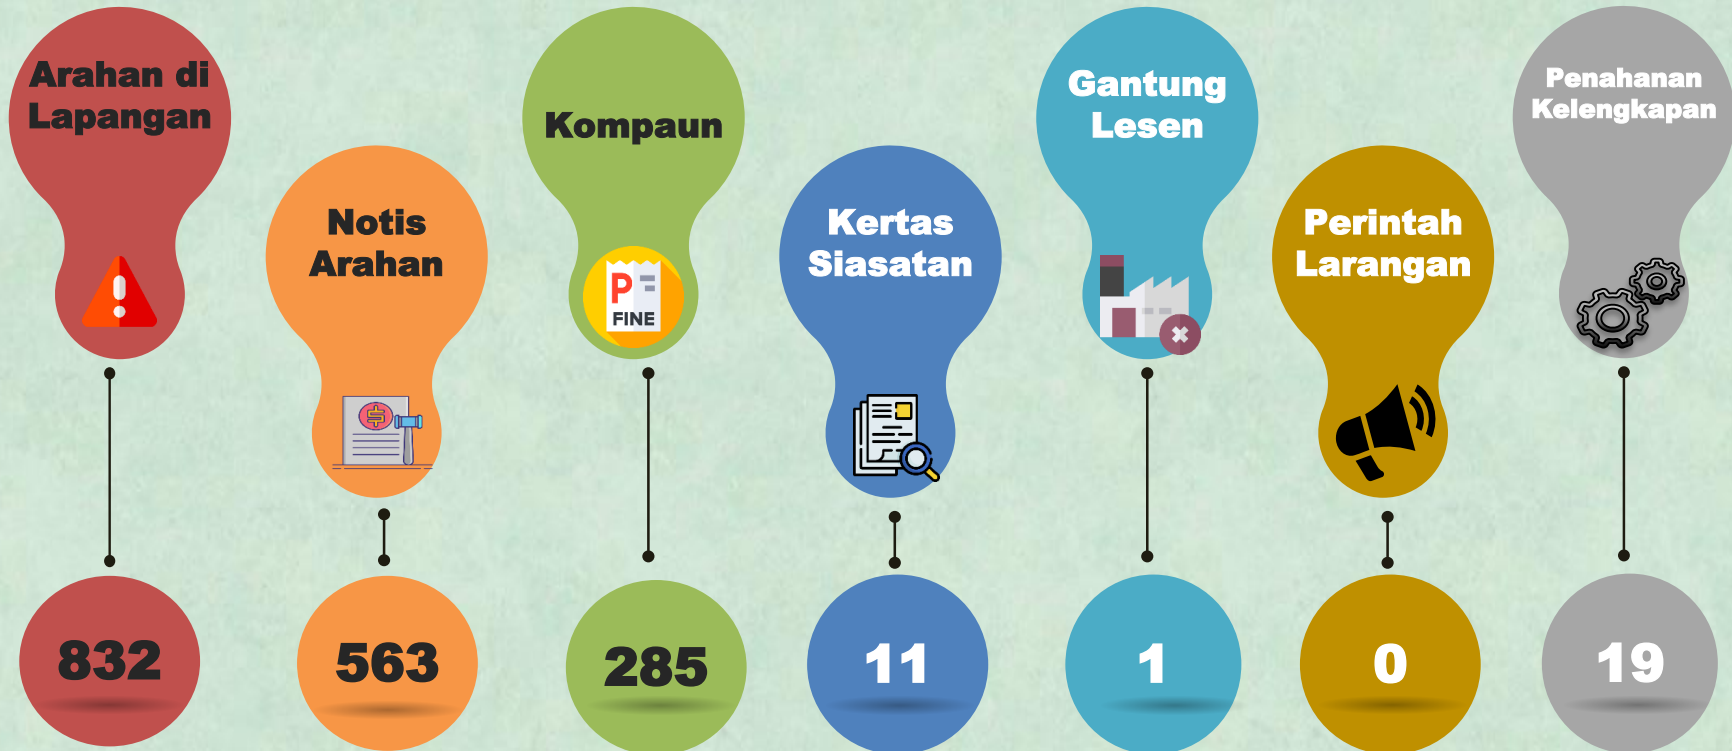 Arahan di
Lapangan
Notis
Arahan
Kompaun
P
FINE
Kertas
Siasatan
Gantung
Lesen
Perintah
Larangan
Penahanan
Kelengkapan
832
563
285
11
1
0
19